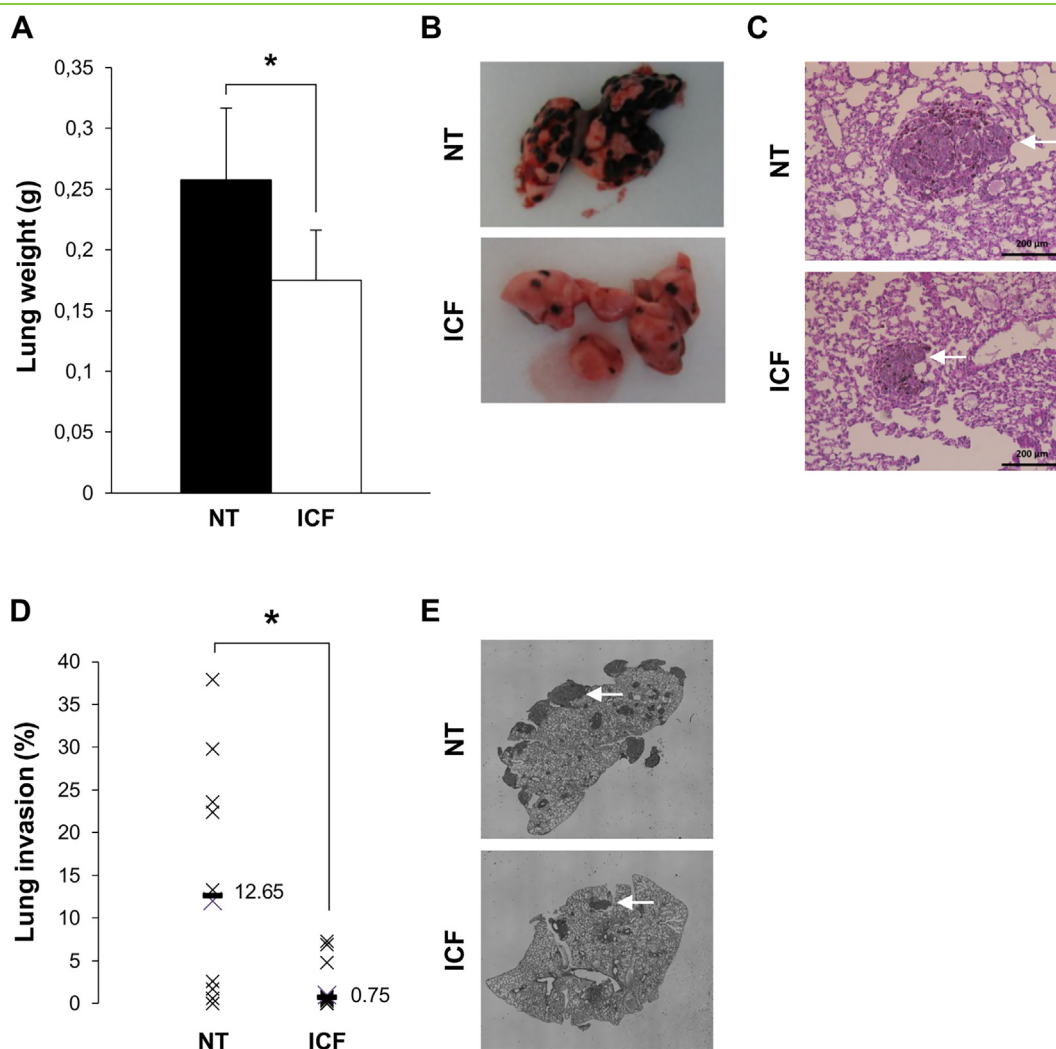 A
Lung weight (g)
0,35
0,3
0,25
0,2
0,15
0,1
0,05
0
*
NT
ICF
B
NT
ICF
C
NT
200 µm
ICF
200 µm
D
Lung invasion (%)
40
35
30
25
20
15
10
5
0
*
12.65
0.75
NT
ICF
E
NT
ICF